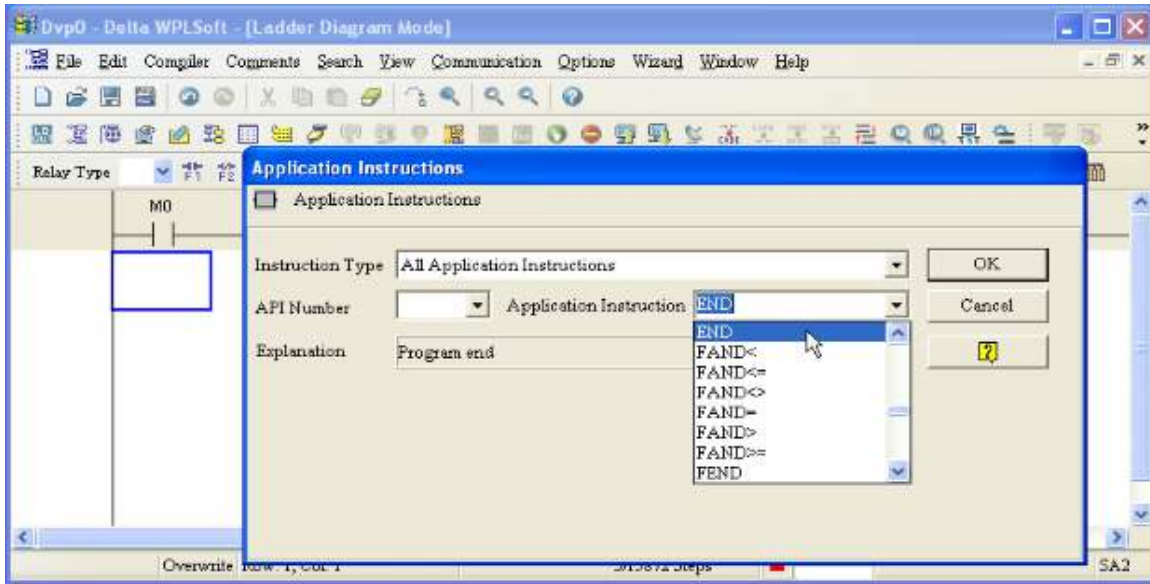 Dvp0 - Delta WPLSoft - [Ladder Diagram Mode]
File Edit Compiler Comments Search View Communication Options Wizard Window Help
Relay Type
F1 F2
Application Instructions
Application Instructions
M0
Instruction Type All Application Instructions OK
API Number Application Instruction END Cancel
Explanation Program end
END
FAND<
FAND<=
FAND<>
FAND=
FAND>
FAND>=
FEND
Overwrite SA2